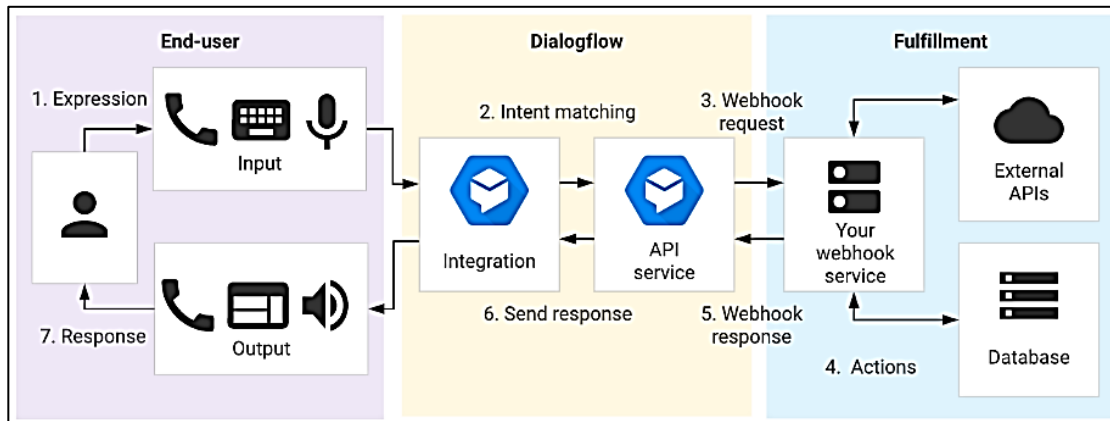 End-user
Dialogflow
Fulfillment
1. Expression
Input
2. Intent matching
3. Webhook
request
External
APIs
Integration
API
service
Your
webhook
service
7. Response
Output
6. Send response
5. Webhook
response
4. Actions
Database